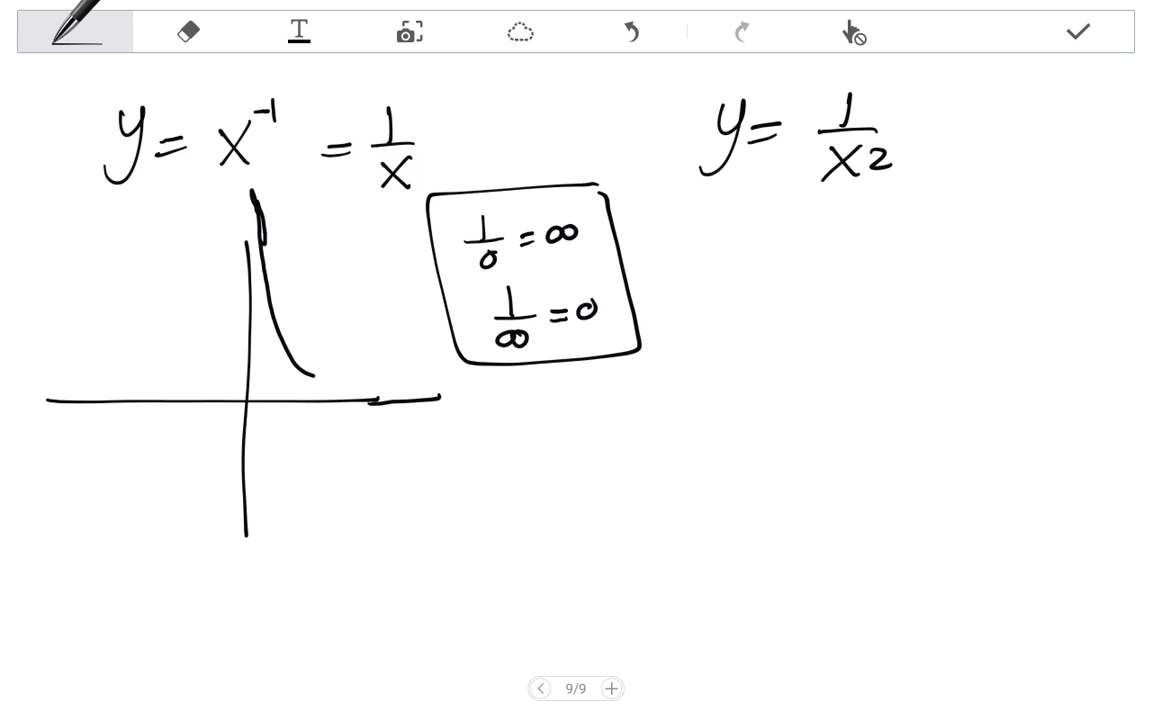 T
y = x⁻¹ = 1/x
y = 1/x²
1/0 = ∞
1/∞ = 0
9/9